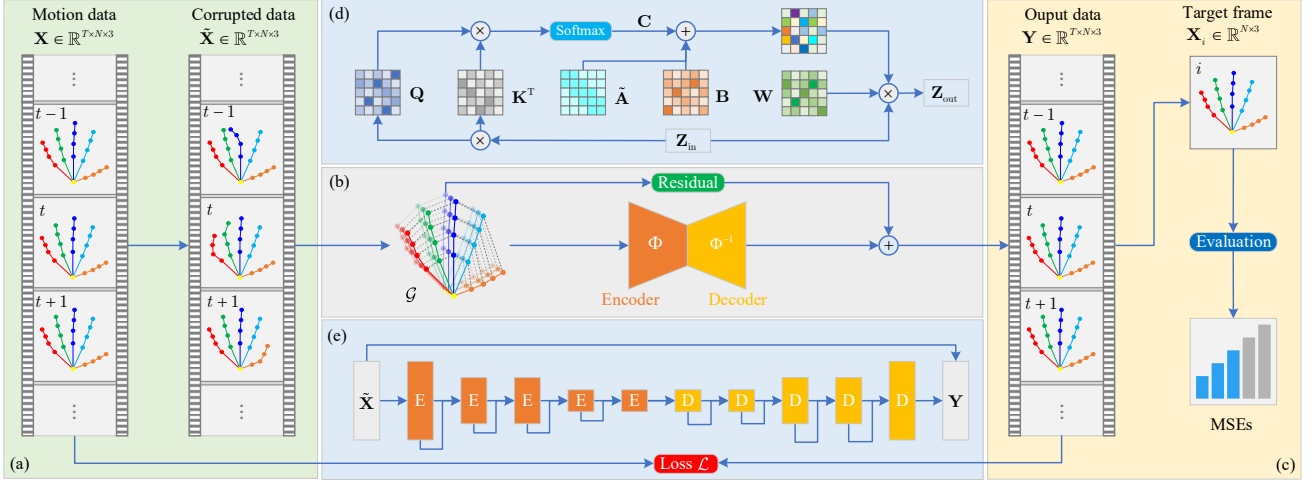 Motion data
𝐗 ∈ ℝ^{T×N×3}
Corrupted data
𝐗̃ ∈ ℝ^{T×N×3}
⋮
⋮
t−1
t−1
t
t
t+1
t+1
⋮
⋮
(a)
(d)
Softmax
C
×
+
Q
K^T
Ã
B
W
×
Z_out
×
Z_in
(b)
Residual
Φ
Φ^{-1}
+
𝒢
Encoder
Decoder
(e)
X̃
E
E
E
E
E
D
D
D
D
D
Y
Loss ℒ
Ouput data
𝐘 ∈ ℝ^{T×N×3}
Target frame
𝐗_i ∈ ℝ^{N×3}
⋮
t−1
i
t
Evaluation
t+1
⋮
MSEs
(c)